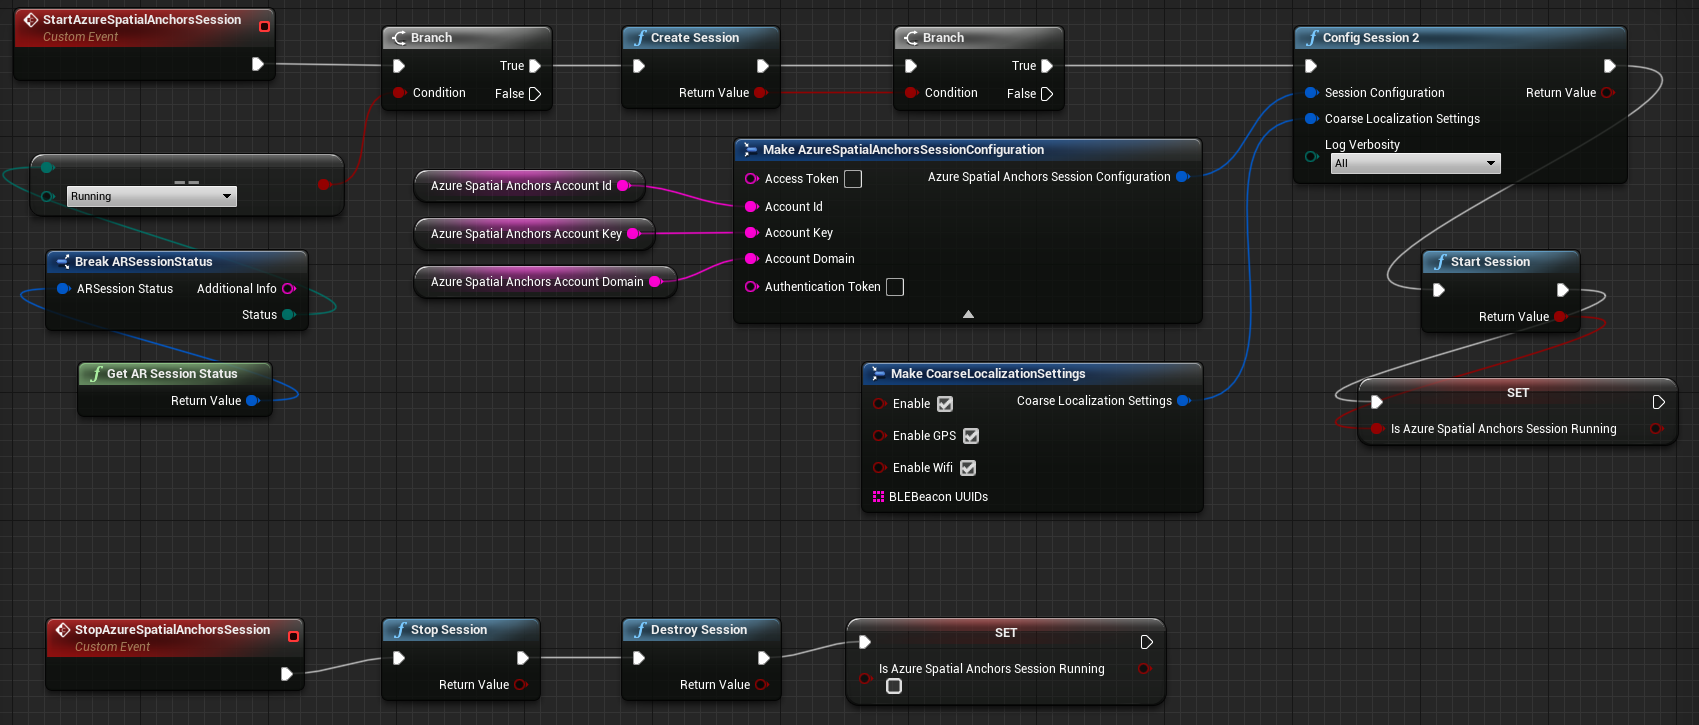 StartAzureSpatialAnchorsSession
Custom Event
Branch
True
Condition
False
Create Session
Return Value
Branch
True
Condition
False
Config Session 2
Session Configuration
Return Value
Coarse Localization Settings
Log Verbosity
All
==
Running
Break ARSessionStatus
ARSession Status
Additional Info
Status
Get AR Session Status
Return Value
Azure Spatial Anchors Account Id
Azure Spatial Anchors Account Key
Azure Spatial Anchors Account Domain
Make AzureSpatialAnchorsSessionConfiguration
Access Token
Azure Spatial Anchors Session Configuration
Account Id
Account Key
Account Domain
Authentication Token
Make CoarseLocalizationSettings
Enable
Coarse Localization Settings
Enable GPS
Enable Wifi
BLEBeacon UUIDs
Start Session
Return Value
SET
Is Azure Spatial Anchors Session Running
StopAzureSpatialAnchorsSession
Custom Event
Stop Session
Return Value
Destroy Session
Return Value
SET
Is Azure Spatial Anchors Session Running